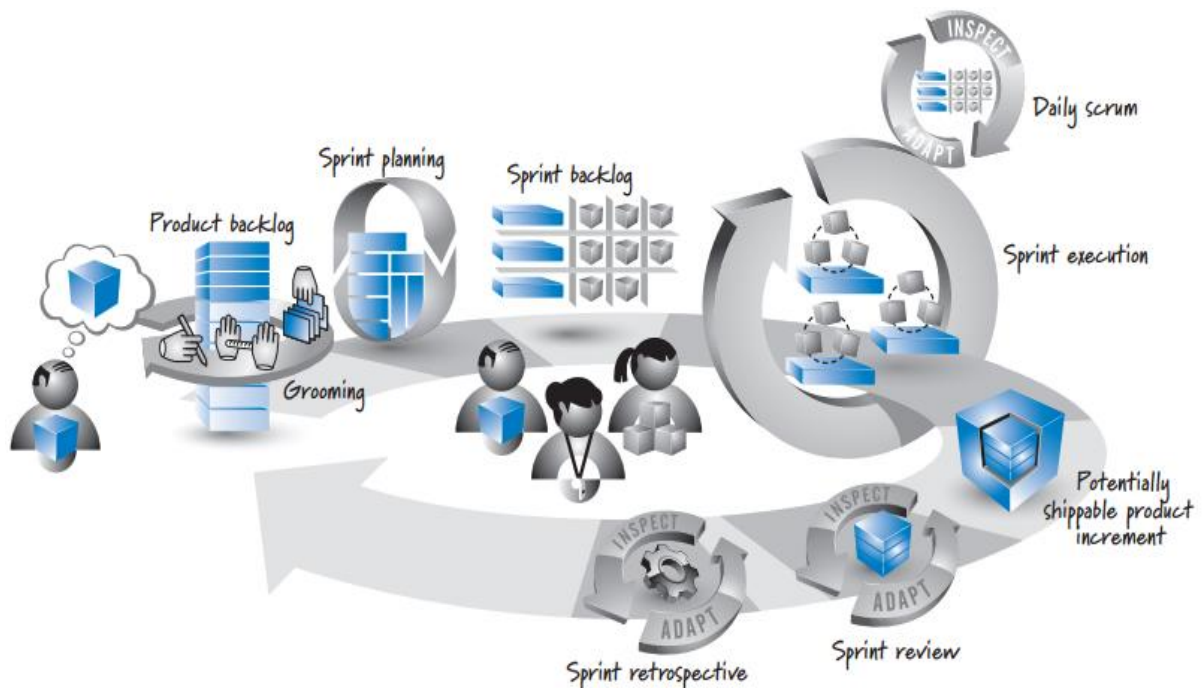 INSPECT
ADAPT
Daily scrum
Sprint planning
Sprint backlog
Product backlog
Sprint execution
Grooming
Potentially
shippable product
increment
INSPECT
ADAPT
Sprint review
INSPECT
ADAPT
Sprint retrospective